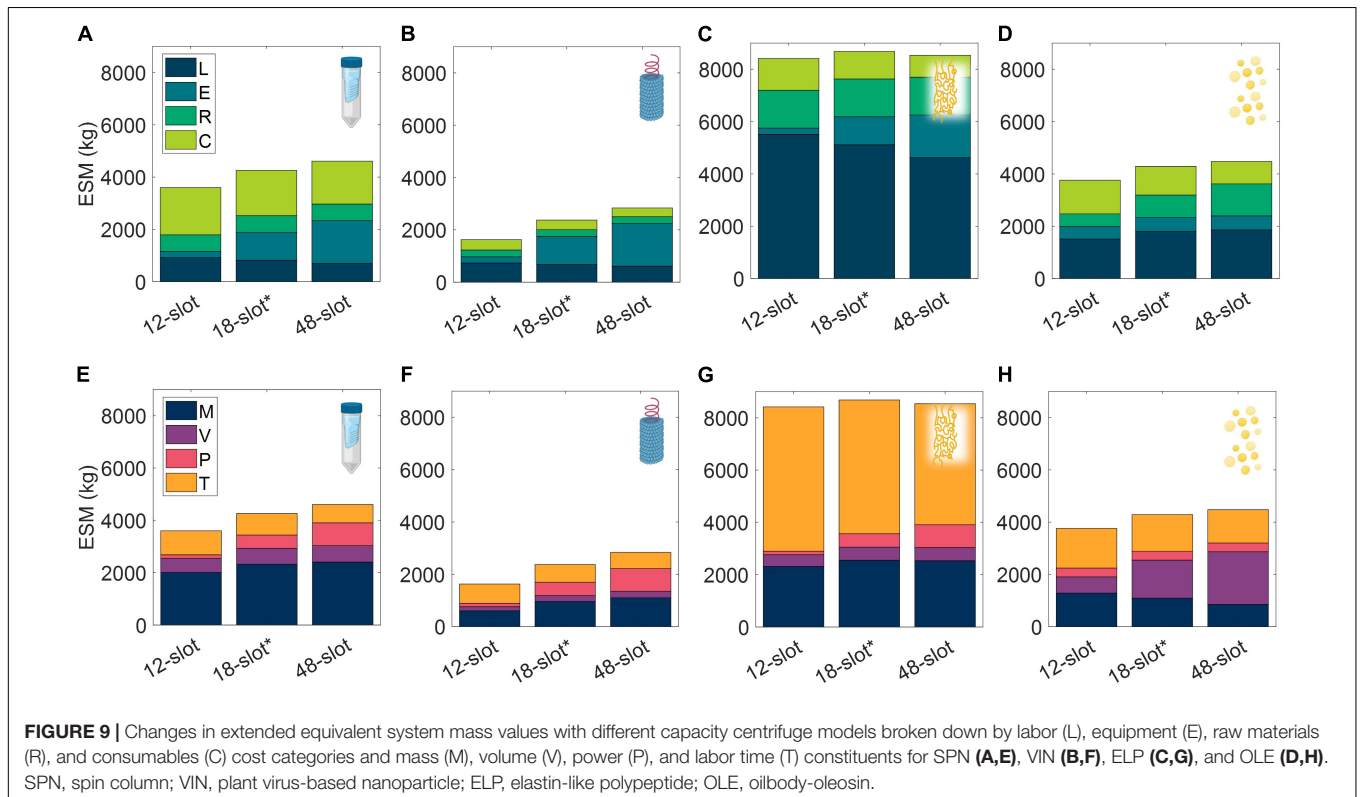 A
ESM (kg)
8000
6000
4000
2000
0
L
E
R
C
12-slot
18-slot*
48-slot
B
8000
6000
4000
2000
0
12-slot
18-slot*
48-slot
C
8000
6000
4000
2000
0
12-slot
18-slot*
48-slot
D
8000
6000
4000
2000
0
12-slot
18-slot*
48-slot
E
ESM (kg)
8000
6000
4000
2000
0
M
V
P
T
12-slot
18-slot*
48-slot
F
8000
6000
4000
2000
0
12-slot
18-slot*
48-slot
G
8000
6000
4000
2000
0
12-slot
18-slot*
48-slot
H
8000
6000
4000
2000
0
12-slot
18-slot*
48-slot
FIGURE 9 | Changes in extended equivalent system mass values with different capacity centrifuge models broken down by labor (L), equipment (E), raw materials
(R), and consumables (C) cost categories and mass (M), volume (V), power (P), and labor time (T) constituents for SPN (A,E), VIN (B,F), ELP (C,G), and OLE (D,H).
SPN, spin column; VIN, plant virus-based nanoparticle; ELP, elastin-like polypeptide; OLE, oilbody-oleosin.